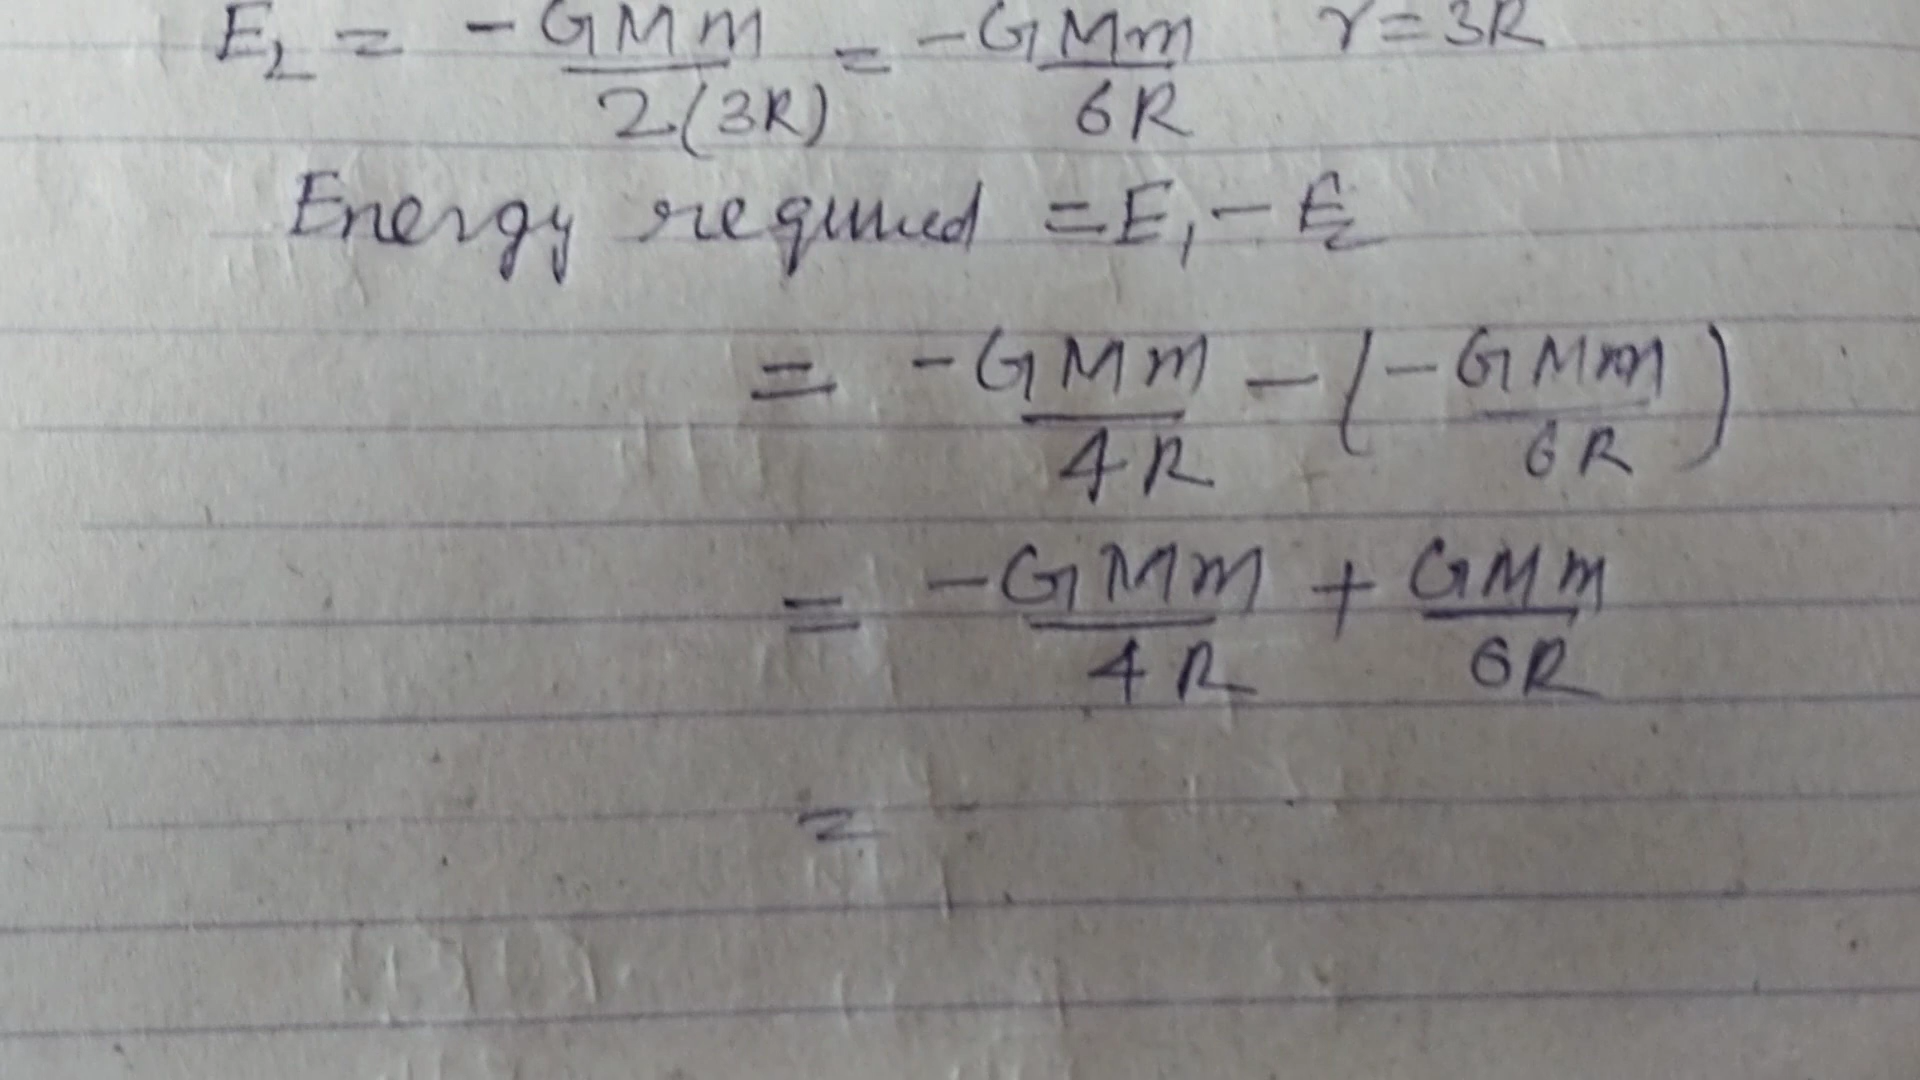 E₂ = -GMm/2(3R) = -GMm/6R r=3R
Energy required = E₁ - E₂
= -GMm/4R - (-GMm/6R)
= -GMm/4R + GMm/6R
= -